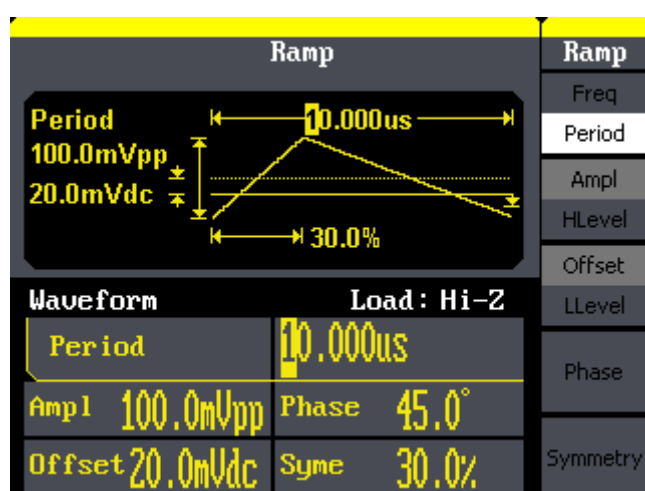 Ramp
Period
10.000us
100.0mVpp
20.0mVdc
30.0%
Waveform
Load: Hi-Z
Period
10.000us
Ampl
100.0mVpp
Phase
45.0°
Offset
20.0mVdc
Syme
30.0%
Ramp
Freq
Period
Ampl
HLevel
Offset
LLevel
Phase
Symmetry